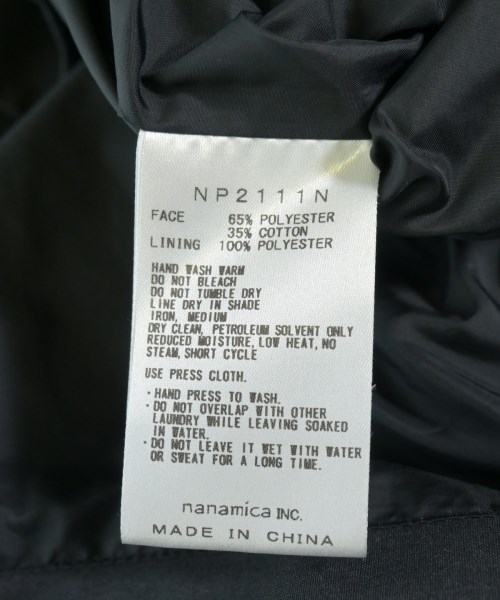 NP2111N
FACE 65% POLYESTER
35% COTTON
LINING 100% POLYESTER
HAND WASH WARM
DO NOT BLEACH
DO NOT TUMBLE DRY
LINE DRY IN SHADE
IRON, MEDIUM
DRY CLEAN, PETROLEUM SOLVENT ONLY
REDUCED MOISTURE, LOW HEAT, NO
STEAM, SHORT CYCLE
USE PRESS CLOTH.
・HAND PRESS TO WASH.
・DO NOT OVERLAP WITH OTHER
LAUNDRY WHILE LEAVING SOAKED
IN WATER.
・DO NOT LEAVE IT WET WITH WATER
OR SWEAT FOR A LONG TIME.
nanamica INC.
MADE IN CHINA